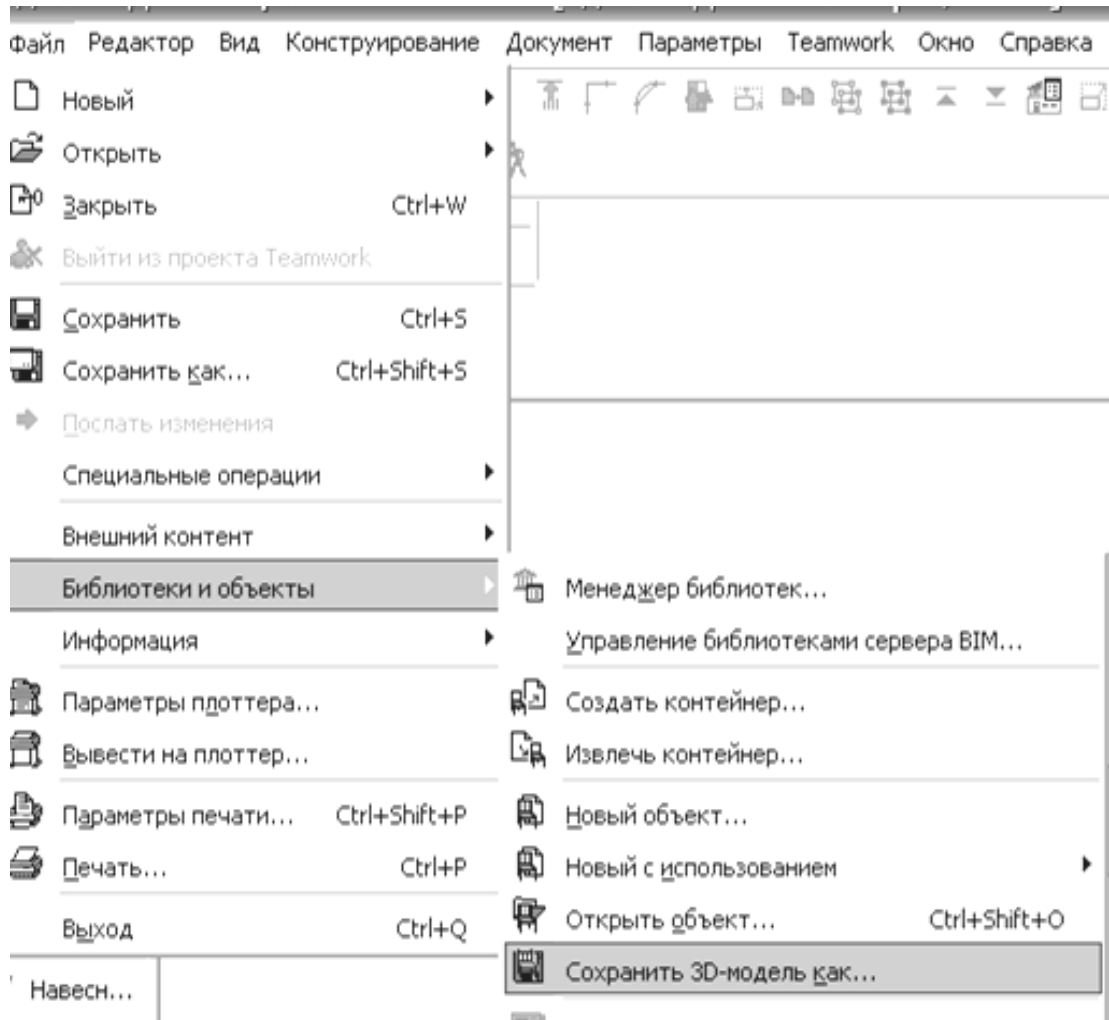 Файл Редактор Вид Конструирование Документ Параметры Teamwork Окно Справка
Новый
Открыть
Закрыть Ctrl+W
Выйти из проекта Teamwork
Сохранить Ctrl+S
Сохранить как... Ctrl+Shift+S
Послать изменения
Специальные операции
Внешний контент
Библиотеки и объекты
Информация
Параметры плоттера...
Вывести на плоттер...
Параметры печати... Ctrl+Shift+P
Печать... Ctrl+P
Выход Ctrl+Q
Навесн...
Менеджер библиотек...
Управление библиотеками сервера BIM...
Создать контейнер...
Извлечь контейнер...
Новый объект...
Новый с использованием
Открыть объект... Ctrl+Shift+O
Сохранить 3D-модель как...